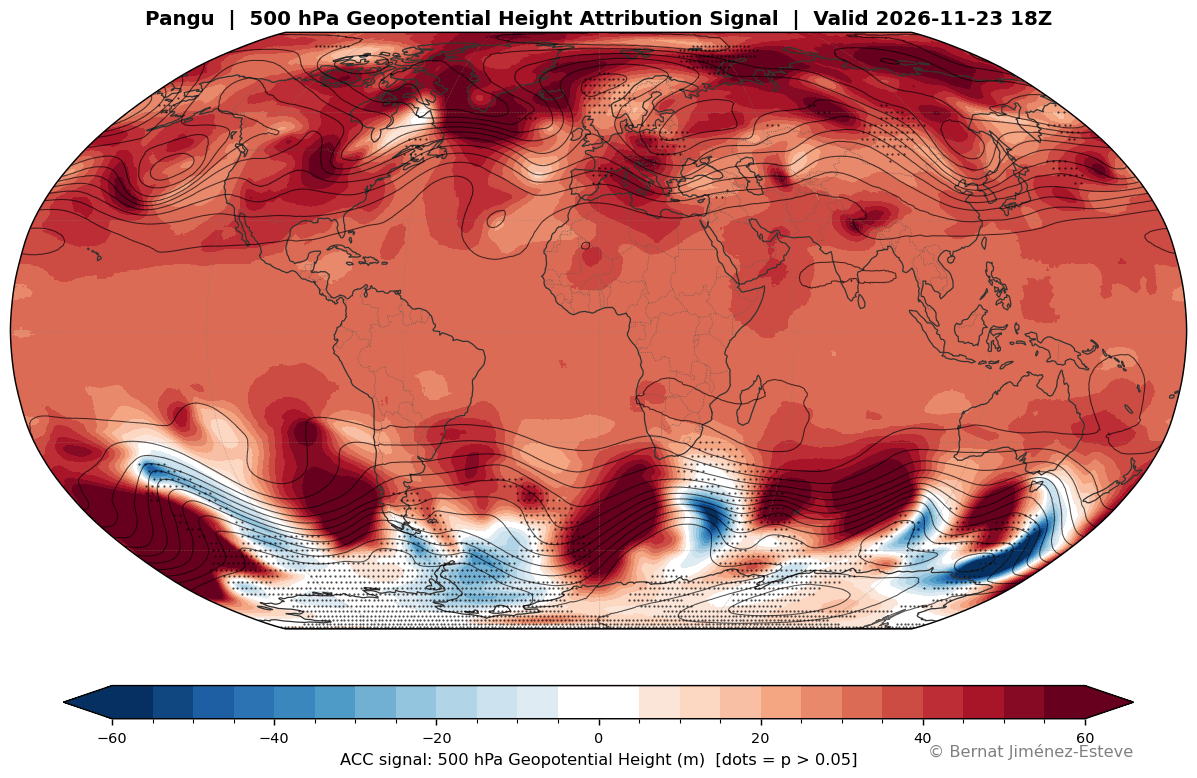 Pangu  |  500 hPa Geopotential Height Attribution Signal  |  Valid 2026-11-23 18Z
−60 −40 −20 0 20 40 60
ACC signal: 500 hPa Geopotential Height (m)  [dots = p > 0.05]
© Bernat Jiménez-Esteve